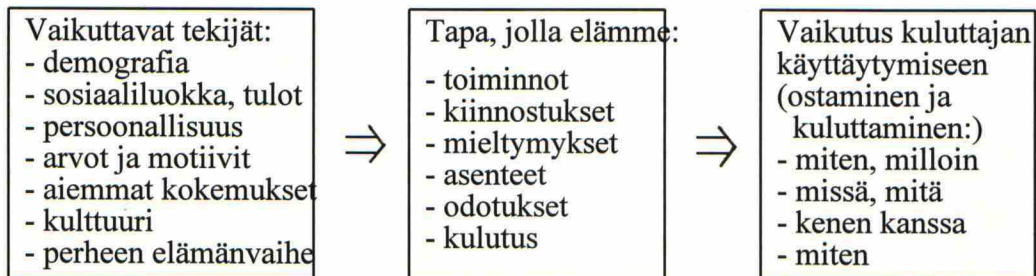 Vaikuttavat tekijät:
- demografia
- sosiaaliluokka, tulot
- persoonallisuus
- arvot ja motiivit
- aiemmat kokemukset
- kulttuuri
- perheen elämänvaihe
⇒
Tapa, jolla elämme:
- toiminnot
- kiinnostukset
- mieltymykset
- asenteet
- odotukset
- kulutus
⇒
Vaikutus kuluttajan
käyttäytymiseen
(ostaminen ja
kuluttaminen:)
- miten, milloin
- missä, mitä
- kenen kanssa
- miten